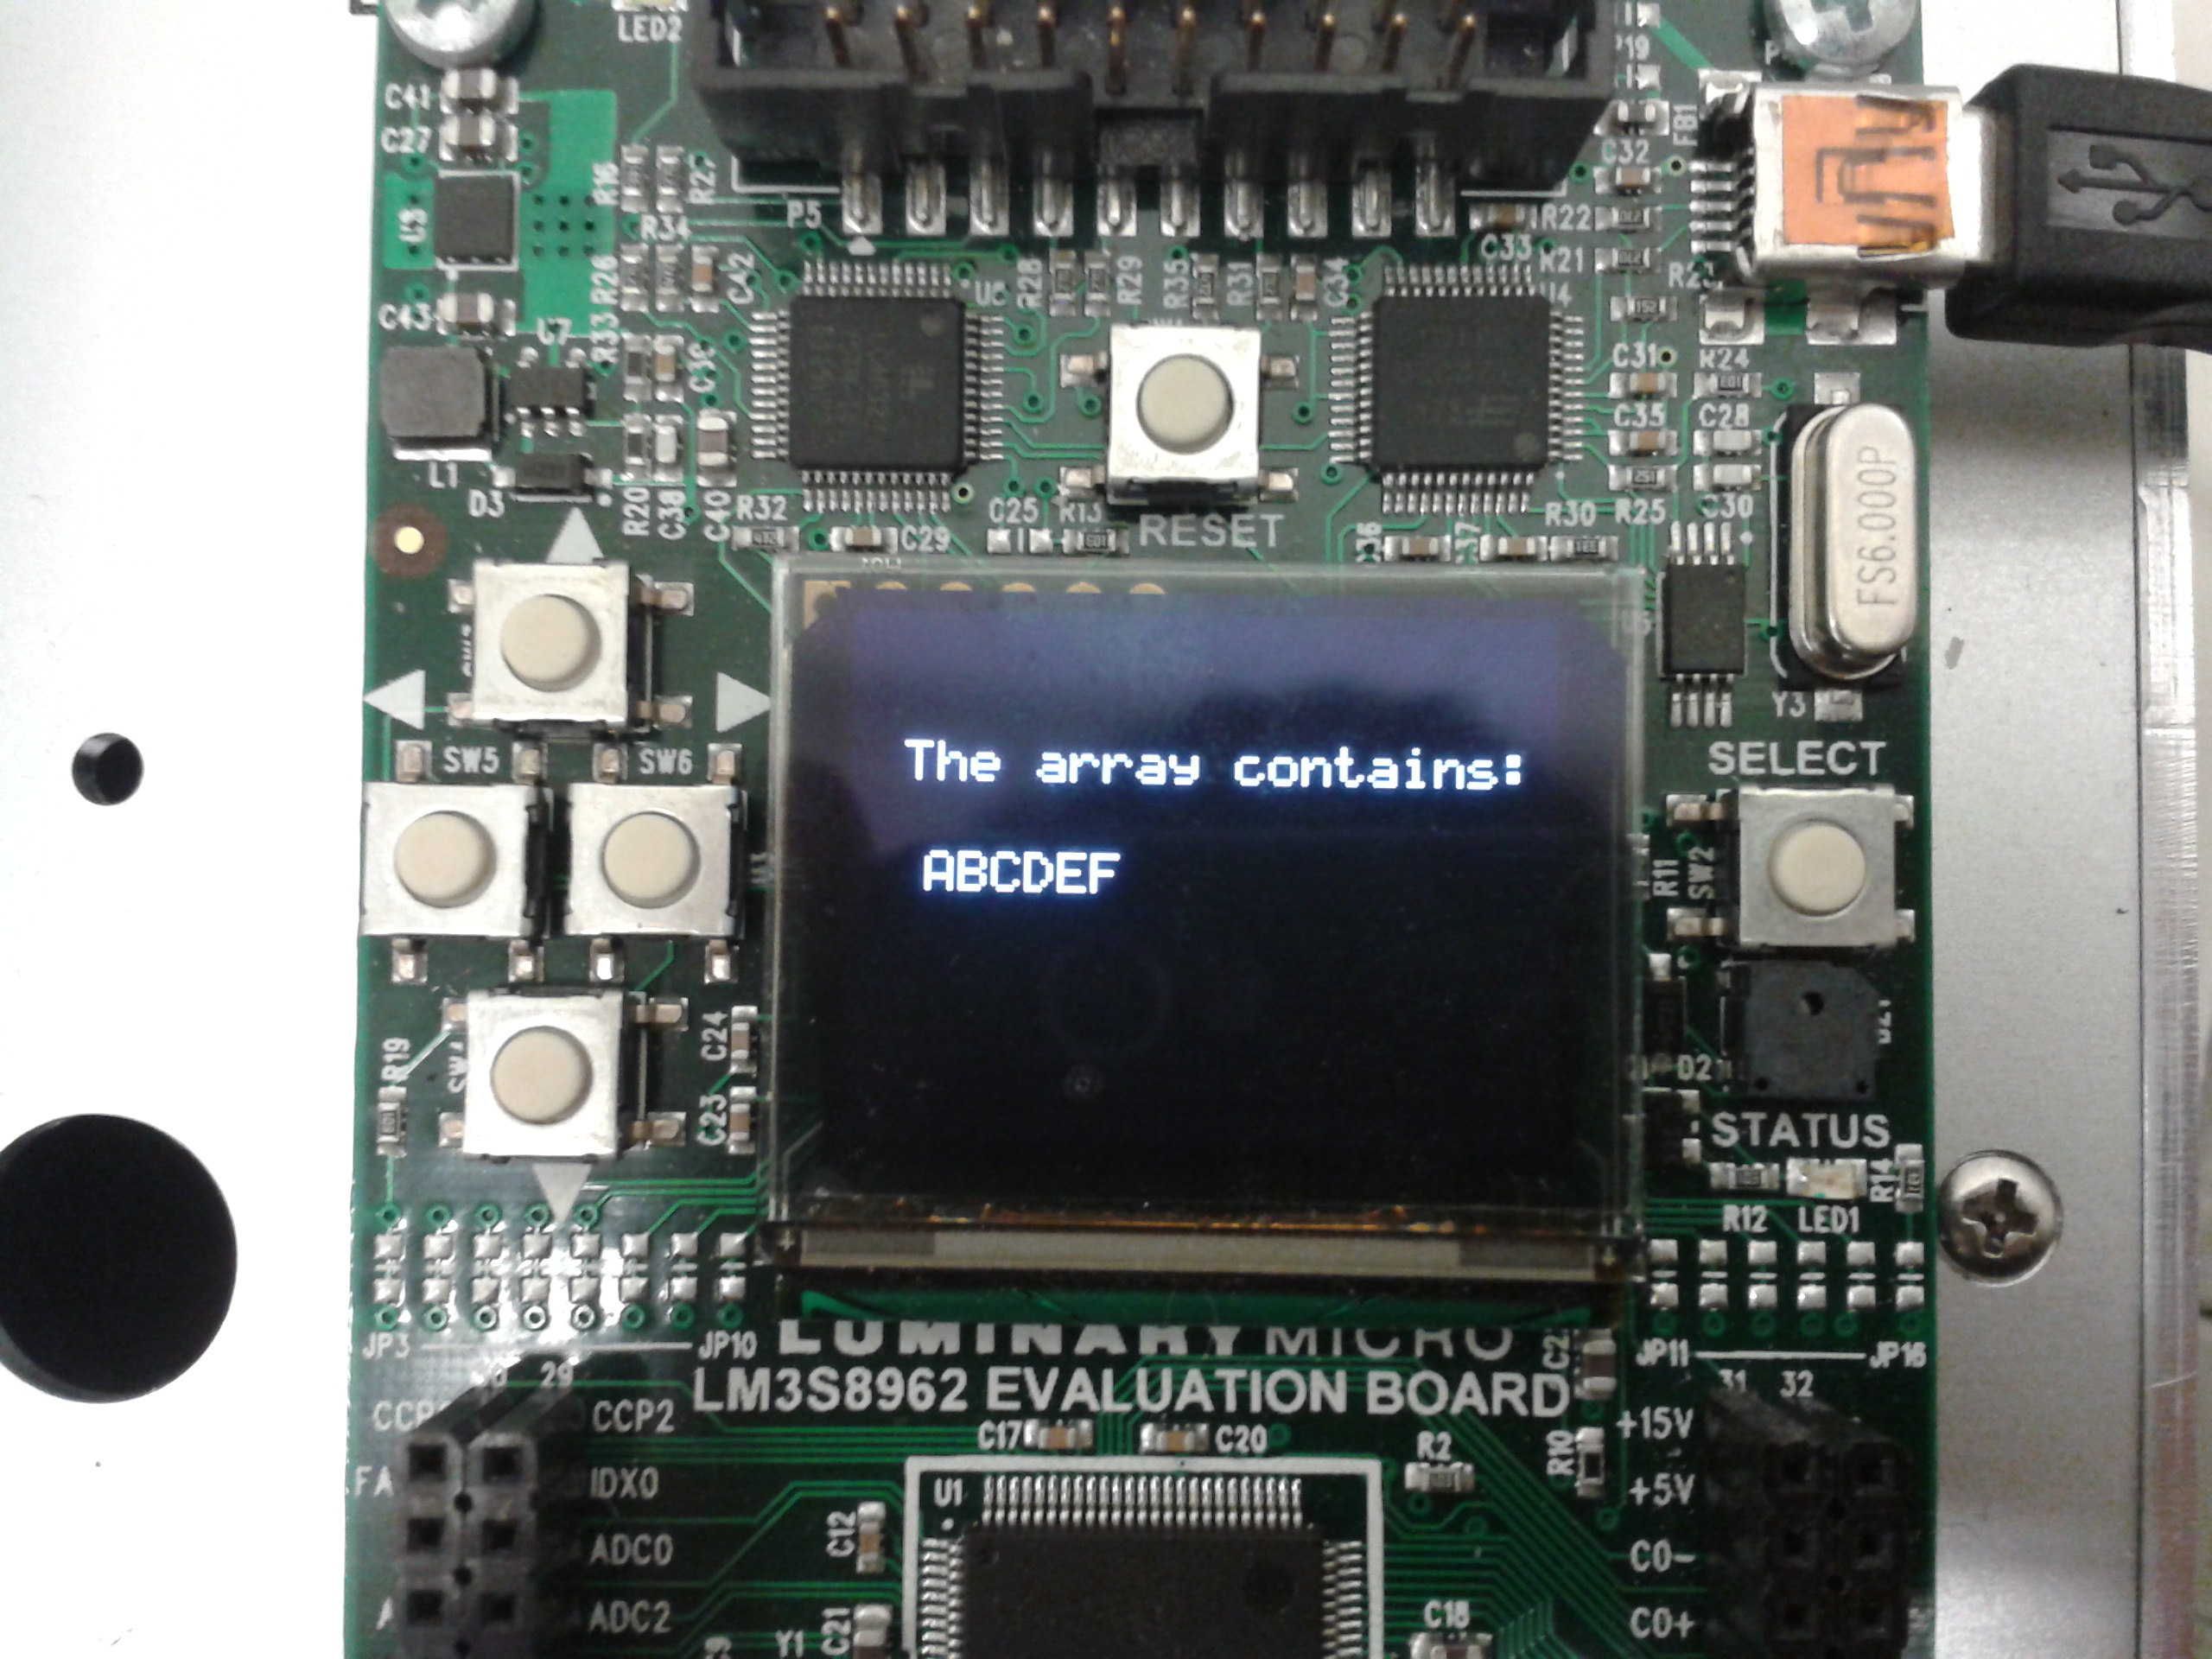 LED2
C41
C27
C32
FB1
U3
R16
R27
P5
R34
R22
C33
R21
R26
C42
R28
R29
R35
R31
C34
C43
U7
R33
C31
R24
C35
C28
L1
D3
R20
C38
C40
R32
C29
C25
R13
RESET
R30
R25
C30
FS6.000P
Y3
SW5
SW6
SELECT
The array contains:
ABCDEF
R11
SW2
R19
C24
C23
D2
STATUS
R12
LED1
R14
JP3
JP10
JP11
JP16
LUMINARY MICRO
LM3S8962 EVALUATION BOARD
29
31
32
CCP2
+15V
C17
C20
R2
R10
IDX0
+5V
U1
C12
ADC0
C0-
ADC2
Y1
C21
C18
C0+